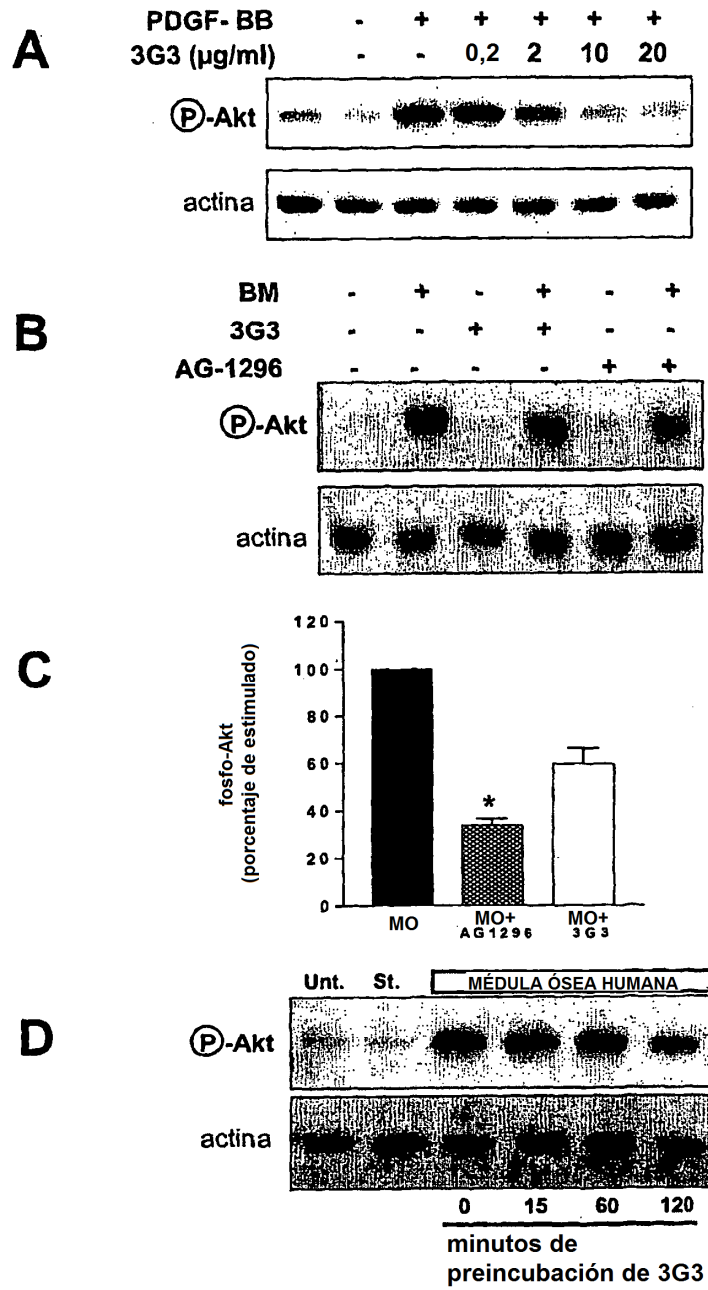 A
PDGF- BB - + + + + +
3G3 (µg/ml) - - 0,2 2 10 20
Ⓟ-Akt
actina
B
BM - + - + - +
3G3 - - + + - -
AG-1296 - - - - + +
Ⓟ-Akt
actina
C
fosfo-Akt
(porcentaje de estimulado)
120
100
80
60
40
20
0
*
MO MO+ MO+
AG1296 3G3
D
Unt. St. MÉDULA ÓSEA HUMANA
Ⓟ-Akt
actina
0 15 60 120
minutos de
preincubación de 3G3